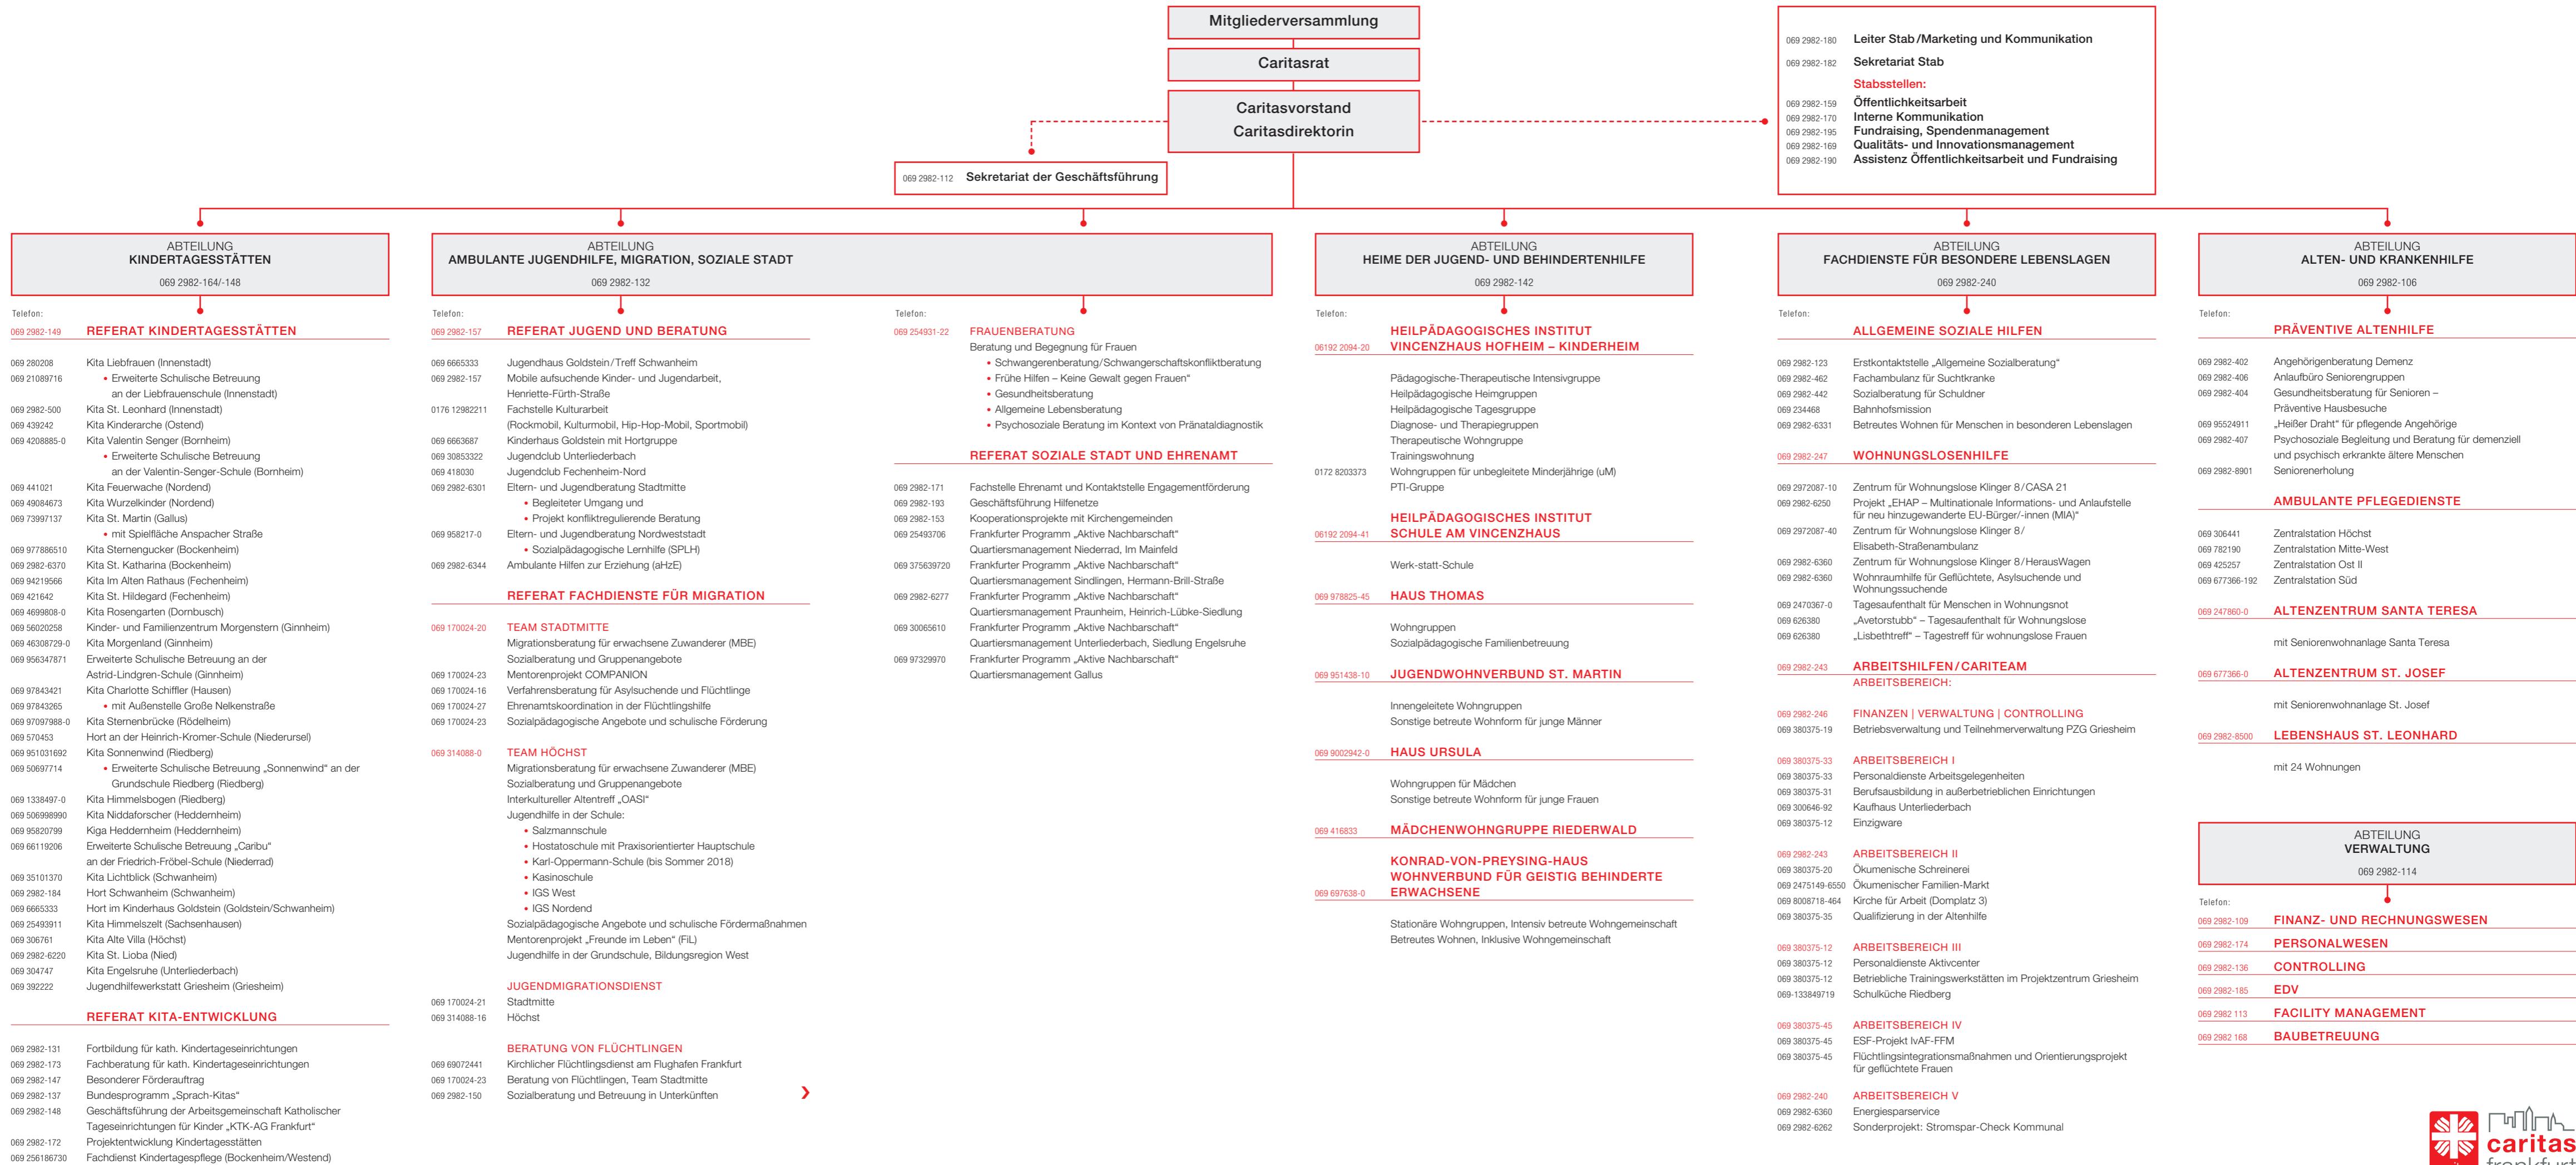 Mitgliederversammlung
Caritasrat
Caritasvorstand
Caritasdirektorin
069 2982-112 Sekretariat der Geschäftsführung
069 2982-180 Leiter Stab/Marketing und Kommunikation
069 2982-182 Sekretariat Stab
Stabsstellen:
069 2982-159 Öffentlichkeitsarbeit
069 2982-170 Interne Kommunikation
069 2982-195 Fundraising, Spendenmanagement
069 2982-169 Qualitäts- und Innovationsmanagement
069 2982-190 Assistenz Öffentlichkeitsarbeit und Fundraising
ABTEILUNG
KINDERTAGESSTÄTTEN
069 2982-164/-148
Telefon:
069 2982-149 REFERAT KINDERTAGESSTÄTTEN
069 280208 Kita Liebfrauen (Innenstadt)
069 21089716 • Erweiterte Schulische Betreuung
an der Liebfrauenschule (Innenstadt)
069 2982-500 Kita St. Leonhard (Innenstadt)
069 439242 Kita Kinderarche (Ostend)
069 4208885-0 Kita Valentin Senger (Bornheim)
• Erweiterte Schulische Betreuung
an der Valentin-Senger-Schule (Bornheim)
069 441021 Kita Feuerwache (Nordend)
069 49084673 Kita Wurzelkinder (Nordend)
069 73997137 Kita St. Martin (Gallus)
• mit Spielfläche Anspacher Straße
069 977886510 Kita Sternengucker (Bockenheim)
069 2982-6370 Kita St. Katharina (Bockenheim)
069 94219566 Kita Im Alten Rathaus (Fechenheim)
069 421642 Kita St. Hildegard (Fechenheim)
069 4699808-0 Kita Rosengarten (Dornbusch)
069 56020258 Kinder- und Familienzentrum Morgenstern (Ginnheim)
069 46308729-0 Kita Morgenland (Ginnheim)
069 956347871 Erweiterte Schulische Betreuung an der
Astrid-Lindgren-Schule (Ginnheim)
069 97843421 Kita Charlotte Schiffler (Hausen)
069 97843265 • mit Außenstelle Große Nelkenstraße
069 97097988-0 Kita Sternenbrücke (Rödelheim)
069 570453 Hort an der Heinrich-Kromer-Schule (Niederursel)
069 951031692 Kita Sonnenwind (Riedberg)
069 50697714 • Erweiterte Schulische Betreuung „Sonnenwind“ an der
Grundschule Riedberg (Riedberg)
069 1338497-0 Kita Himmelsbogen (Riedberg)
069 506998990 Kita Niddaforscher (Heddernheim)
069 95820799 Kiga Heddernheim (Heddernheim)
069 66119206 Erweiterte Schulische Betreuung „Caribu“
an der Friedrich-Fröbel-Schule (Niederrad)
069 35101370 Kita Lichtblick (Schwanheim)
069 2982-184 Hort Schwanheim (Schwanheim)
069 6665333 Hort im Kinderhaus Goldstein (Goldstein/Schwanheim)
069 25493911 Kita Himmelszelt (Sachsenhausen)
069 306761 Kita Alte Villa (Höchst)
069 2982-6220 Kita St. Lioba (Nied)
069 304747 Kita Engelsruhe (Unterliederbach)
069 392222 Jugendhilfewerkstatt Griesheim (Griesheim)
REFERAT KITA-ENTWICKLUNG
069 2982-131 Fortbildung für kath. Kindertageseinrichtungen
069 2982-173 Fachberatung für kath. Kindertageseinrichtungen
069 2982-147 Besonderer Förderauftrag
069 2982-137 Bundesprogramm „Sprach-Kitas“
069 2982-148 Geschäftsführung der Arbeitsgemeinschaft Katholischer
Tageseinrichtungen für Kinder „KTK-AG Frankfurt“
069 2982-172 Projektentwicklung Kindertagesstätten
069 256186730 Fachdienst Kindertagespflege (Bockenheim/Westend)
ABTEILUNG
AMBULANTE JUGENDHILFE, MIGRATION, SOZIALE STADT
069 2982-132
Telefon:
069 2982-157 REFERAT JUGEND UND BERATUNG
069 6665333 Jugendhaus Goldstein/Treff Schwanheim
069 2982-157 Mobile aufsuchende Kinder- und Jugendarbeit,
Henriette-Fürth-Straße
0176 12982211 Fachstelle Kulturarbeit
(Rockmobil, Kulturmobil, Hip-Hop-Mobil, Sportmobil)
069 6663687 Kinderhaus Goldstein mit Hortgruppe
069 30853322 Jugendclub Unterliederbach
069 418030 Jugendclub Fechenheim-Nord
069 2982-6301 Eltern- und Jugendberatung Stadtmitte
• Begleiteter Umgang und
• Projekt konfliktregulierende Beratung
069 958217-0 Eltern- und Jugendberatung Nordweststadt
• Sozialpädagogische Lernhilfe (SPLH)
069 2982-6344 Ambulante Hilfen zur Erziehung (aHzE)
REFERAT FACHDIENSTE FÜR MIGRATION
069 170024-20 TEAM STADTMITTE
Migrationsberatung für erwachsene Zuwanderer (MBE)
Sozialberatung und Gruppenangebote
069 170024-23 Mentorenprojekt COMPANION
069 170024-16 Verfahrensberatung für Asylsuchende und Flüchtlinge
069 170024-27 Ehrenamtskoordination in der Flüchtlingshilfe
069 170024-23 Sozialpädagogische Angebote und schulische Förderung
069 314088-0 TEAM HÖCHST
Migrationsberatung für erwachsene Zuwanderer (MBE)
Sozialberatung und Gruppenangebote
Interkultureller Altentreff „OASI“
Jugendhilfe in der Schule:
• Salzmannschule
• Hostatoschule mit Praxisorientierter Hauptschule
• Karl-Oppermann-Schule (bis Sommer 2018)
• Kasinoschule
• IGS West
• IGS Nordend
Sozialpädagogische Angebote und schulische Fördermaßnahmen
Mentorenprojekt „Freunde im Leben“ (FiL)
Jugendhilfe in der Grundschule, Bildungsregion West
JUGENDMIGRATIONSDIENST
069 170024-21 Stadtmitte
069 314088-16 Höchst
BERATUNG VON FLÜCHTLINGEN
069 69072441 Kirchlicher Flüchtlingsdienst am Flughafen Frankfurt
069 170024-23 Beratung von Flüchtlingen, Team Stadtmitte
069 2982-150 Sozialberatung und Betreuung in Unterkünften
Telefon:
069 254931-22 FRAUENBERATUNG
Beratung und Begegnung für Frauen
• Schwangerenberatung/Schwangerschaftskonfliktberatung
• Frühe Hilfen – Keine Gewalt gegen Frauen“
• Gesundheitsberatung
• Allgemeine Lebensberatung
• Psychosoziale Beratung im Kontext von Pränataldiagnostik
REFERAT SOZIALE STADT UND EHRENAMT
069 2982-171 Fachstelle Ehrenamt und Kontaktstelle Engagementförderung
069 2982-193 Geschäftsführung Hilfenetze
069 2982-153 Kooperationsprojekte mit Kirchengemeinden
069 25493706 Frankfurter Programm „Aktive Nachbarschaft“
Quartiersmanagement Niederrad, Im Mainfeld
069 375639720 Frankfurter Programm „Aktive Nachbarschaft“
Quartiersmanagement Sindlingen, Hermann-Brill-Straße
069 2982-6277 Frankfurter Programm „Aktive Nachbarschaft“
Quartiersmanagement Praunheim, Heinrich-Lübke-Siedlung
069 30065610 Frankfurter Programm „Aktive Nachbarschaft“
Quartiersmanagement Unterliederbach, Siedlung Engelsruhe
069 97329970 Frankfurter Programm „Aktive Nachbarschaft“
Quartiersmanagement Gallus
ABTEILUNG
HEIME DER JUGEND- UND BEHINDERTENHILFE
069 2982-142
Telefon:
HEILPÄDAGOGISCHES INSTITUT
06192 2094-20 VINCENZHAUS HOFHEIM – KINDERHEIM
Pädagogische-Therapeutische Intensivgruppe
Heilpädagogische Heimgruppen
Heilpädagogische Tagesgruppe
Diagnose- und Therapiegruppen
Therapeutische Wohngruppe
Trainingswohnung
0172 8203373 Wohngruppen für unbegleitete Minderjährige (uM)
PTI-Gruppe
HEILPÄDAGOGISCHES INSTITUT
06192 2094-41 SCHULE AM VINCENZHAUS
Werk-statt-Schule
069 978825-45 HAUS THOMAS
Wohngruppen
Sozialpädagogische Familienbetreuung
069 951438-10 JUGENDWOHNVERBUND ST. MARTIN
Innengeleitete Wohngruppen
Sonstige betreute Wohnform für junge Männer
069 9002942-0 HAUS URSULA
Wohngruppen für Mädchen
Sonstige betreute Wohnform für junge Frauen
069 416833 MÄDCHENWOHNGRUPPE RIEDERWALD
KONRAD-VON-PREYSING-HAUS
WOHNVERBUND FÜR GEISTIG BEHINDERTE
069 697638-0 ERWACHSENE
Stationäre Wohngruppen, Intensiv betreute Wohngemeinschaft
Betreutes Wohnen, Inklusive Wohngemeinschaft
ABTEILUNG
FACHDIENSTE FÜR BESONDERE LEBENSLAGEN
069 2982-240
Telefon:
ALLGEMEINE SOZIALE HILFEN
069 2982-123 Erstkontaktstelle „Allgemeine Sozialberatung“
069 2982-462 Fachambulanz für Suchtkranke
069 2982-442 Sozialberatung für Schuldner
069 234468 Bahnhofsmission
069 2982-6331 Betreutes Wohnen für Menschen in besonderen Lebenslagen
069 2982-247 WOHNUNGSLOSENHILFE
069 2972087-10 Zentrum für Wohnungslose Klinger 8/CASA 21
069 2982-6250 Projekt „EHAP – Multinationale Informations- und Anlaufstelle
für neu hinzugewanderte EU-Bürger/-innen (MIA)“
069 2972087-40 Zentrum für Wohnungslose Klinger 8/
Elisabeth-Straßenambulanz
069 2982-6360 Zentrum für Wohnungslose Klinger 8/HerausWagen
069 2982-6360 Wohnraumhilfe für Geflüchtete, Asylsuchende und
Wohnungssuchende
069 2470367-0 Tagesaufenthalt für Menschen in Wohnungsnot
069 626380 „Avetorstubb“ – Tagesaufenthalt für Wohnungslose
069 626380 „Lisbethtreff“ – Tagestreff für wohnungslose Frauen
069 2982-243 ARBEITSHILFEN/CARITEAM
ARBEITSBEREICH:
069 2982-246 FINANZEN | VERWALTUNG | CONTROLLING
069 380375-19 Betriebsverwaltung und Teilnehmerverwaltung PZG Griesheim
069 380375-33 ARBEITSBEREICH I
069 380375-33 Personaldienste Arbeitsgelegenheiten
069 380375-31 Berufsausbildung in außerbetrieblichen Einrichtungen
069 300646-92 Kaufhaus Unterliederbach
069 380375-12 Einzigware
069 2982-243 ARBEITSBEREICH II
069 380375-20 Ökumenische Schreinerei
069 2475149-6550 Ökumenischer Familien-Markt
069 8008718-464 Kirche für Arbeit (Domplatz 3)
069 380375-35 Qualifizierung in der Altenhilfe
069 380375-12 ARBEITSBEREICH III
069 380375-12 Personaldienste Aktivcenter
069 380375-12 Betriebliche Trainingswerkstätten im Projektzentrum Griesheim
069-133849719 Schulküche Riedberg
069 380375-45 ARBEITSBEREICH IV
069 380375-45 ESF-Projekt IvAF-FFM
069 380375-45 Flüchtlingsintegrationsmaßnahmen und Orientierungsprojekt
für geflüchtete Frauen
069 2982-240 ARBEITSBEREICH V
069 2982-6360 Energiesparservice
069 2982-6262 Sonderprojekt: Stromspar-Check Kommunal
ABTEILUNG
ALTEN- UND KRANKENHILFE
069 2982-106
Telefon:
PRÄVENTIVE ALTENHILFE
069 2982-402 Angehörigenberatung Demenz
069 2982-406 Anlaufbüro Seniorengruppen
069 2982-404 Gesundheitsberatung für Senioren –
Präventive Hausbesuche
069 95524911 „Heißer Draht“ für pflegende Angehörige
069 2982-407 Psychosoziale Begleitung und Beratung für demenziell
und psychisch erkrankte ältere Menschen
069 2982-8901 Seniorenerholung
AMBULANTE PFLEGEDIENSTE
069 306441 Zentralstation Höchst
069 782190 Zentralstation Mitte-West
069 425257 Zentralstation Ost II
069 677366-192 Zentralstation Süd
069 247860-0 ALTENZENTRUM SANTA TERESA
mit Seniorenwohnanlage Santa Teresa
069 677366-0 ALTENZENTRUM ST. JOSEF
mit Seniorenwohnanlage St. Josef
069 2982-8500 LEBENSHAUS ST. LEONHARD
mit 24 Wohnungen
ABTEILUNG
VERWALTUNG
069 2982-114
Telefon:
069 2982-109 FINANZ- UND RECHNUNGSWESEN
069 2982-174 PERSONALWESEN
069 2982-136 CONTROLLING
069 2982-185 EDV
069 2982 113 FACILITY MANAGEMENT
069 2982 168 BAUBETREUUNG
caritas
frankfurt